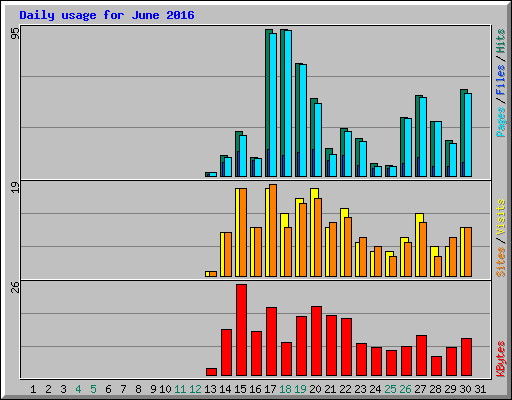 Daily usage for June 2016
95
Pages / Files / Hits
19
Sites / Visits
26
KBytes
1 2 3 4 5 6 7 8 9 10 11 12 13 14 15 16 17 18 19 20 21 22 23 24 25 26 27 28 29 30 31